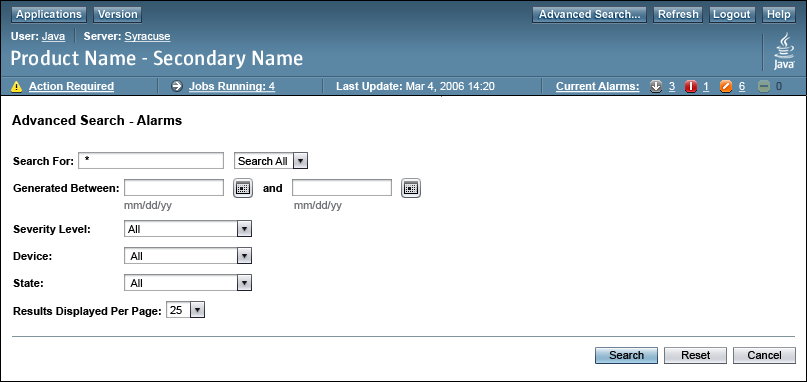 Applications Version Advanced Search... Refresh Logout Help
User: Java Server: Syracuse
Product Name - Secondary Name
Java
Action Required Jobs Running: 4 Last Update: Mar 4, 2006 14:20 Current Alarms: 3 1 6 0
Advanced Search - Alarms
Search For: * Search All
Generated Between: and
mm/dd/yy mm/dd/yy
Severity Level: All
Device: All
State: All
Results Displayed Per Page: 25
Search Reset Cancel